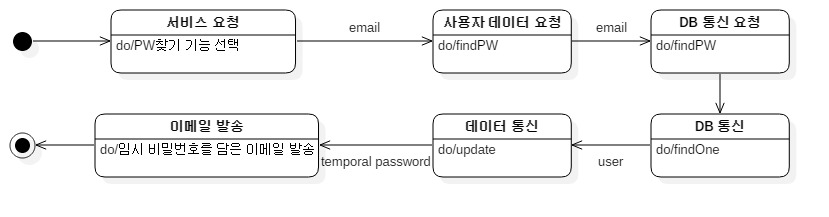 서비스 요청
do/PW찾기 기능 선택
email
사용자 데이터 요청
do/findPW
email
DB 통신 요청
do/findPW
이메일 발송
do/임시 비밀번호를 담은 이메일 발송
temporal password
데이터 통신
do/update
user
DB 통신
do/findOne